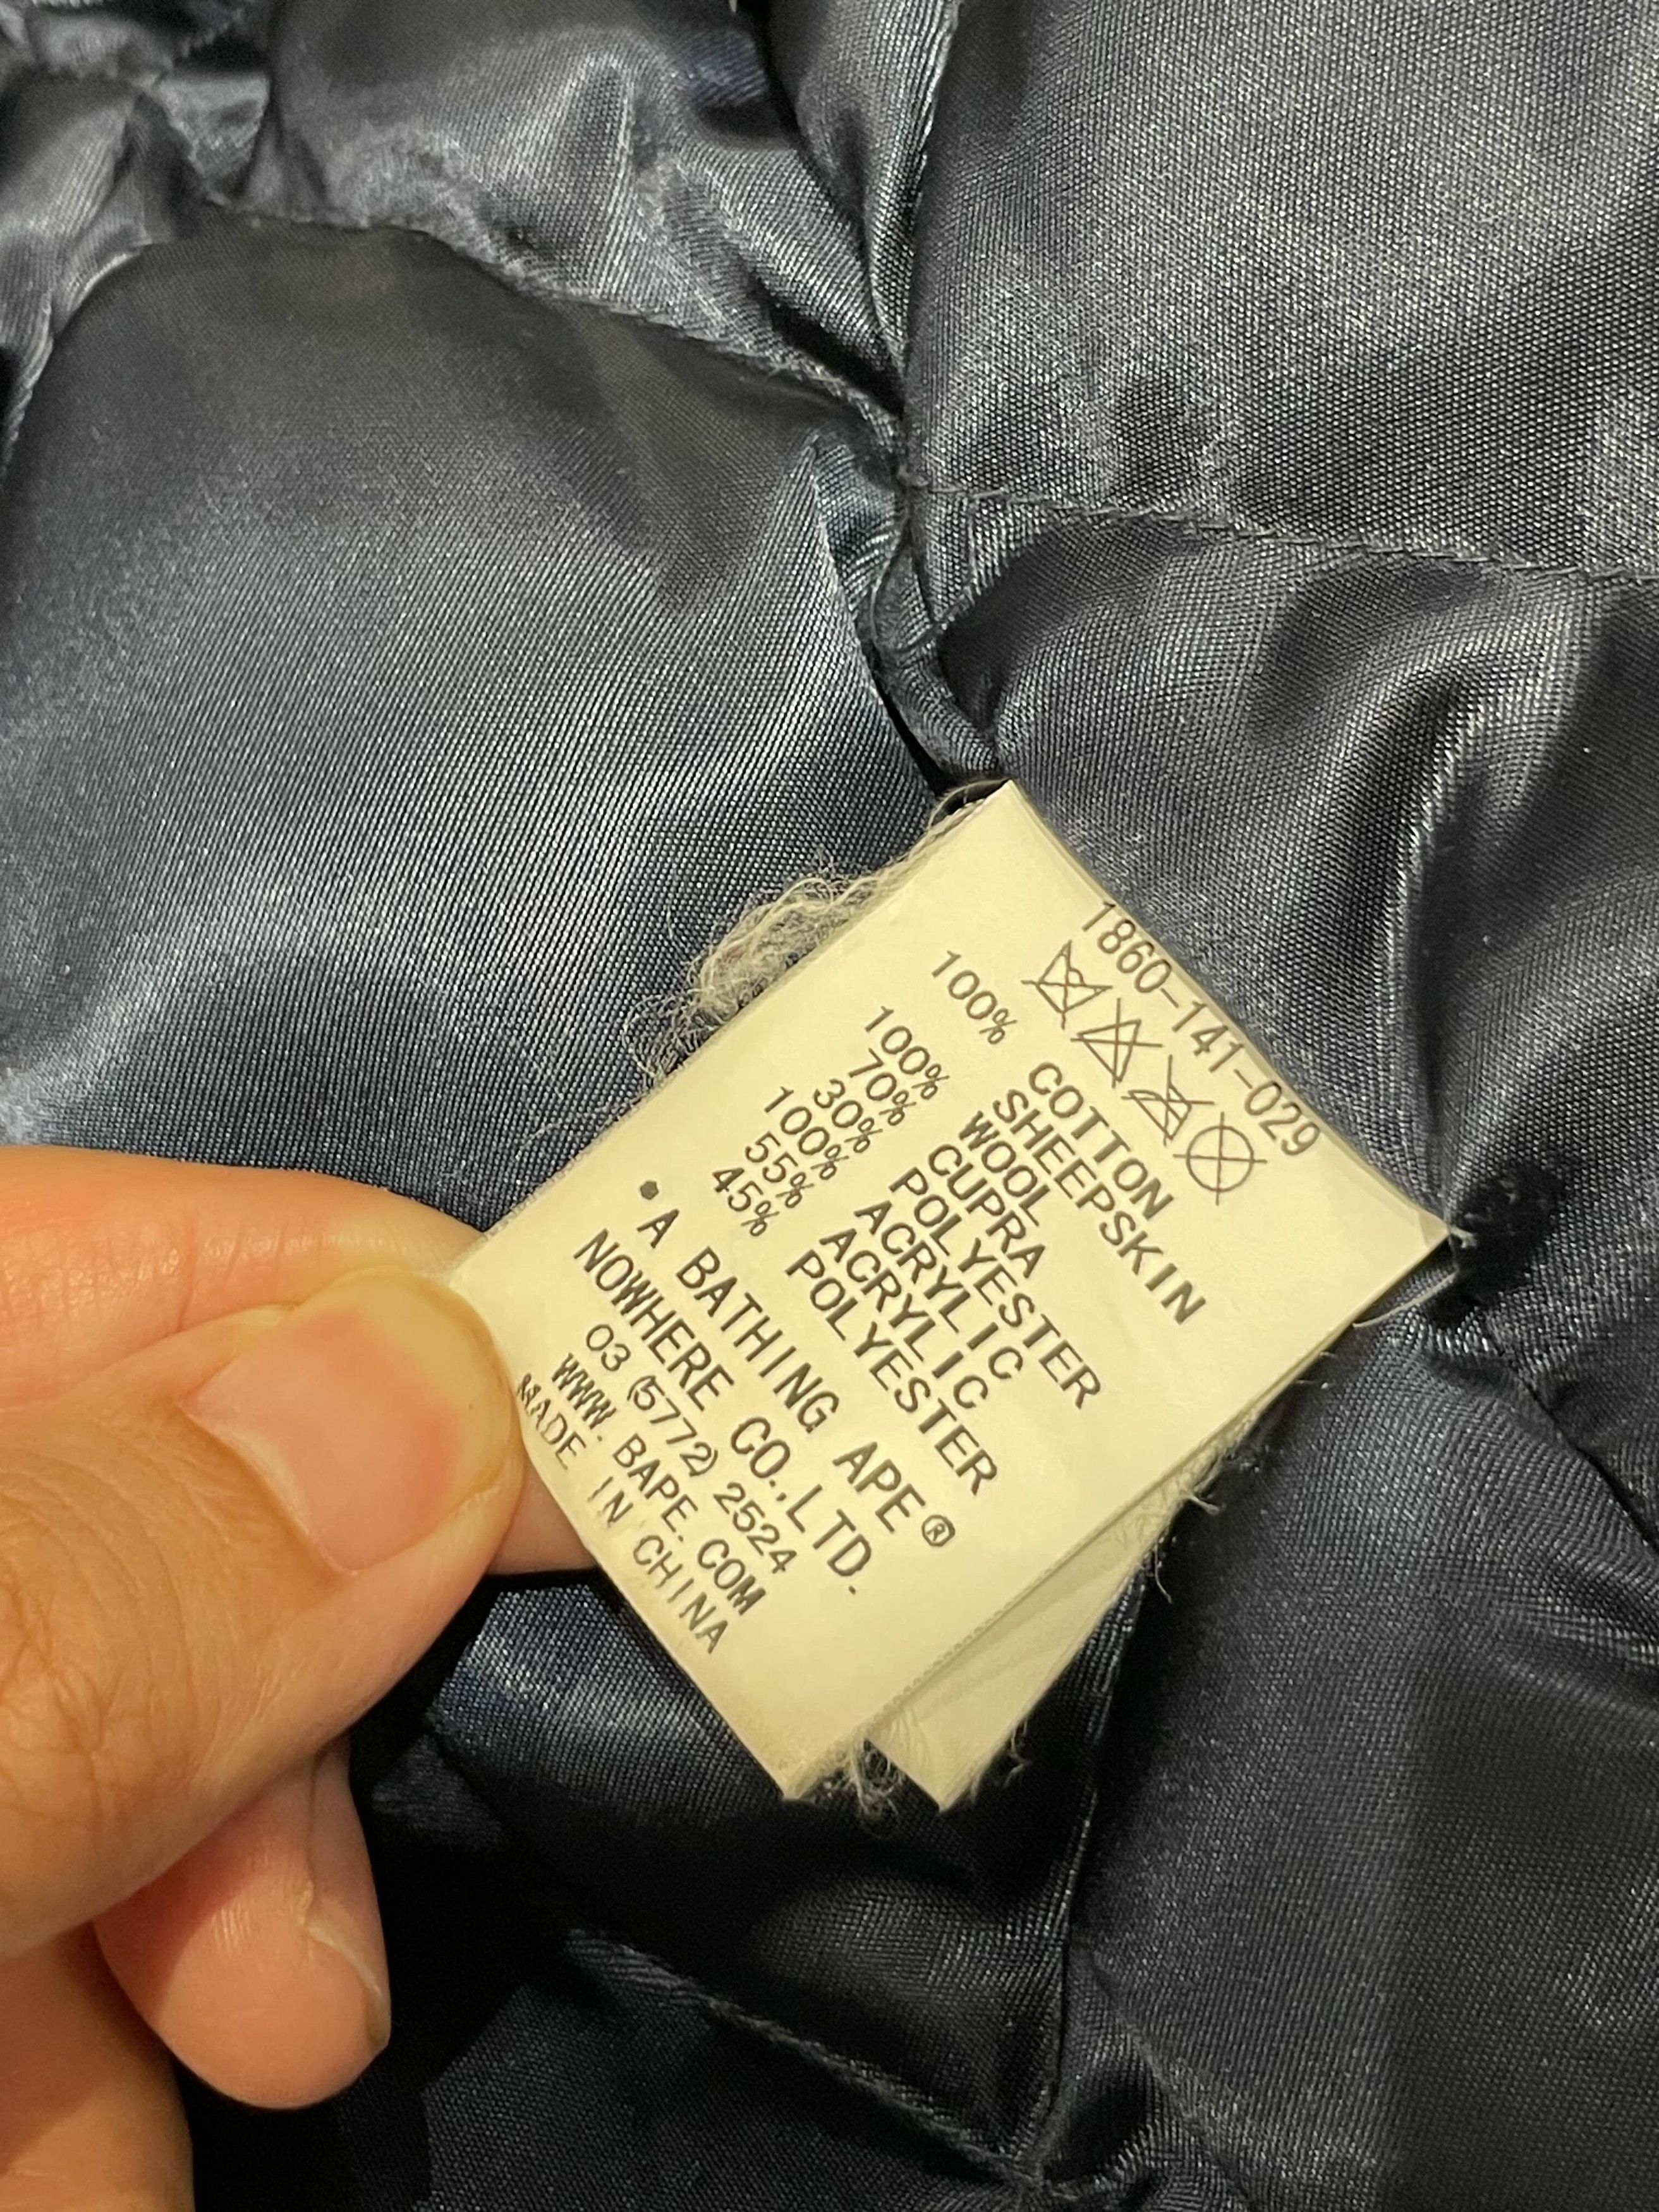 1860-141-029
100% COTTON
SHEEPSKIN
100% WOOL
70% CUPRA
30% POLYESTER
100% ACRYLIC
55% ACRYLIC
45% POLYESTER
• A BATHING APE®
NOWHERE CO.,LTD.
03 (5772) 2524
WWW. BAPE. COM
MADE IN CHINA